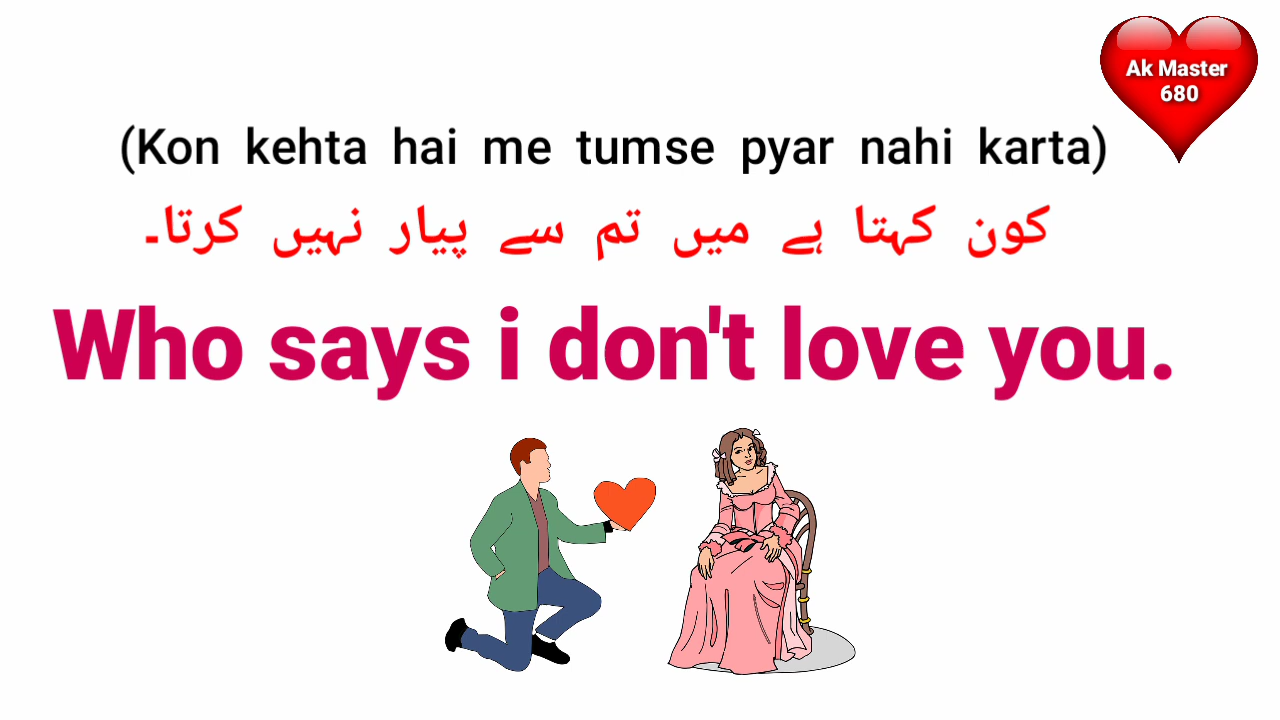 Ak Master
680
(Kon kehta hai me tumse pyar nahi karta)
کون کہتا ہے میں تم سے پیار نہیں کرتا۔
Who says i don't love you.